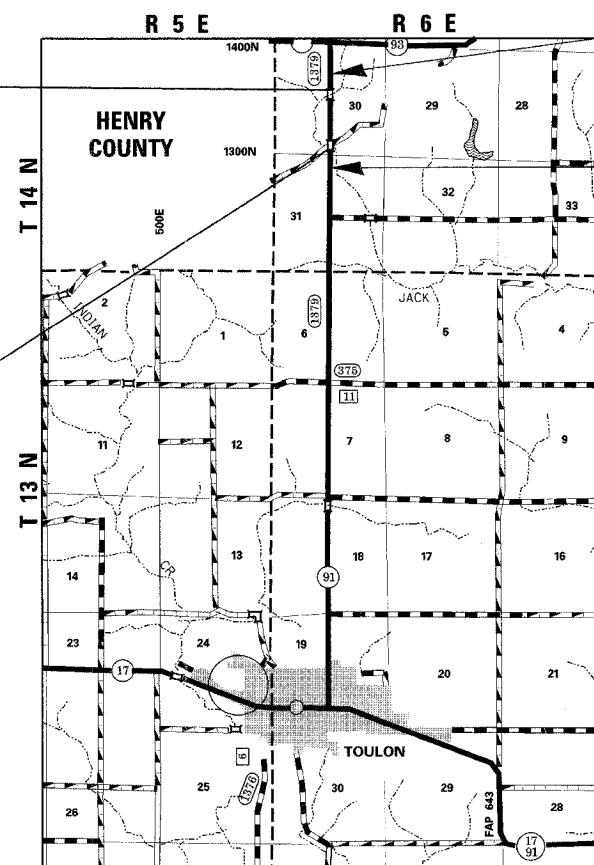 R 5 E R 6 E
1400N 93
1379
30 29 28
HENRY
COUNTY
1300N
T 14 N
32
33
31
500E
JACK
2
INDIAN
1379
1 6 5 4
375
11
11 12 7 8 9
T 13 N
13 18 17 16
CR
14
91
23 24 19
20 21
17
TOULON
6
25 1376 30 29
26 FAP 643 28
17
91